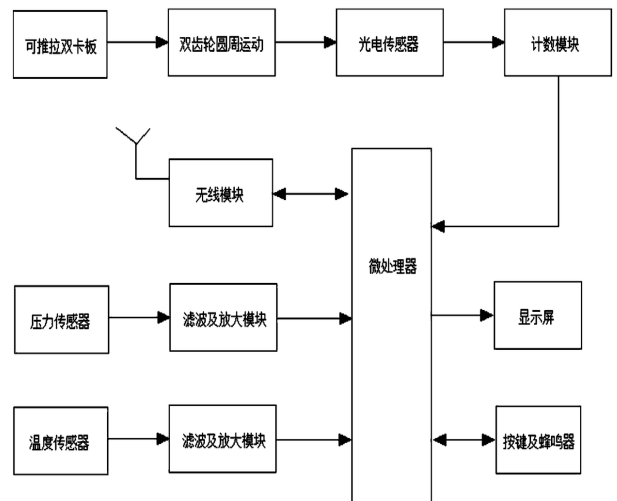 可推拉双卡板
双齿轮圆周运动
光电传感器
计数模块
无线模块
微处理器
压力传感器
滤波及放大模块
显示屏
温度传感器
滤波及放大模块
按键及蜂鸣器